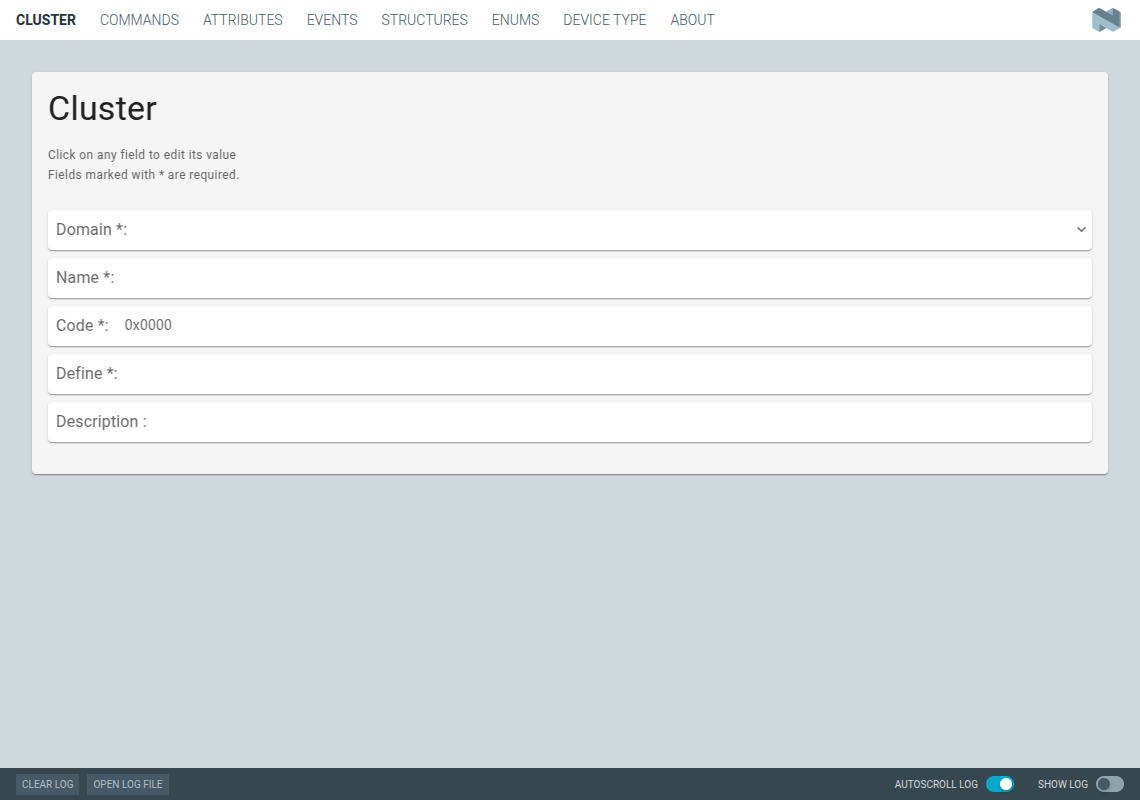 CLUSTER COMMANDS ATTRIBUTES EVENTS STRUCTURES ENUMS DEVICE TYPE ABOUT
Cluster
Click on any field to edit its value
Fields marked with * are required.
Domain *:
Name *:
Code *: 0x0000
Define *:
Description :
CLEAR LOG OPEN LOG FILE AUTOSCROLL LOG SHOW LOG